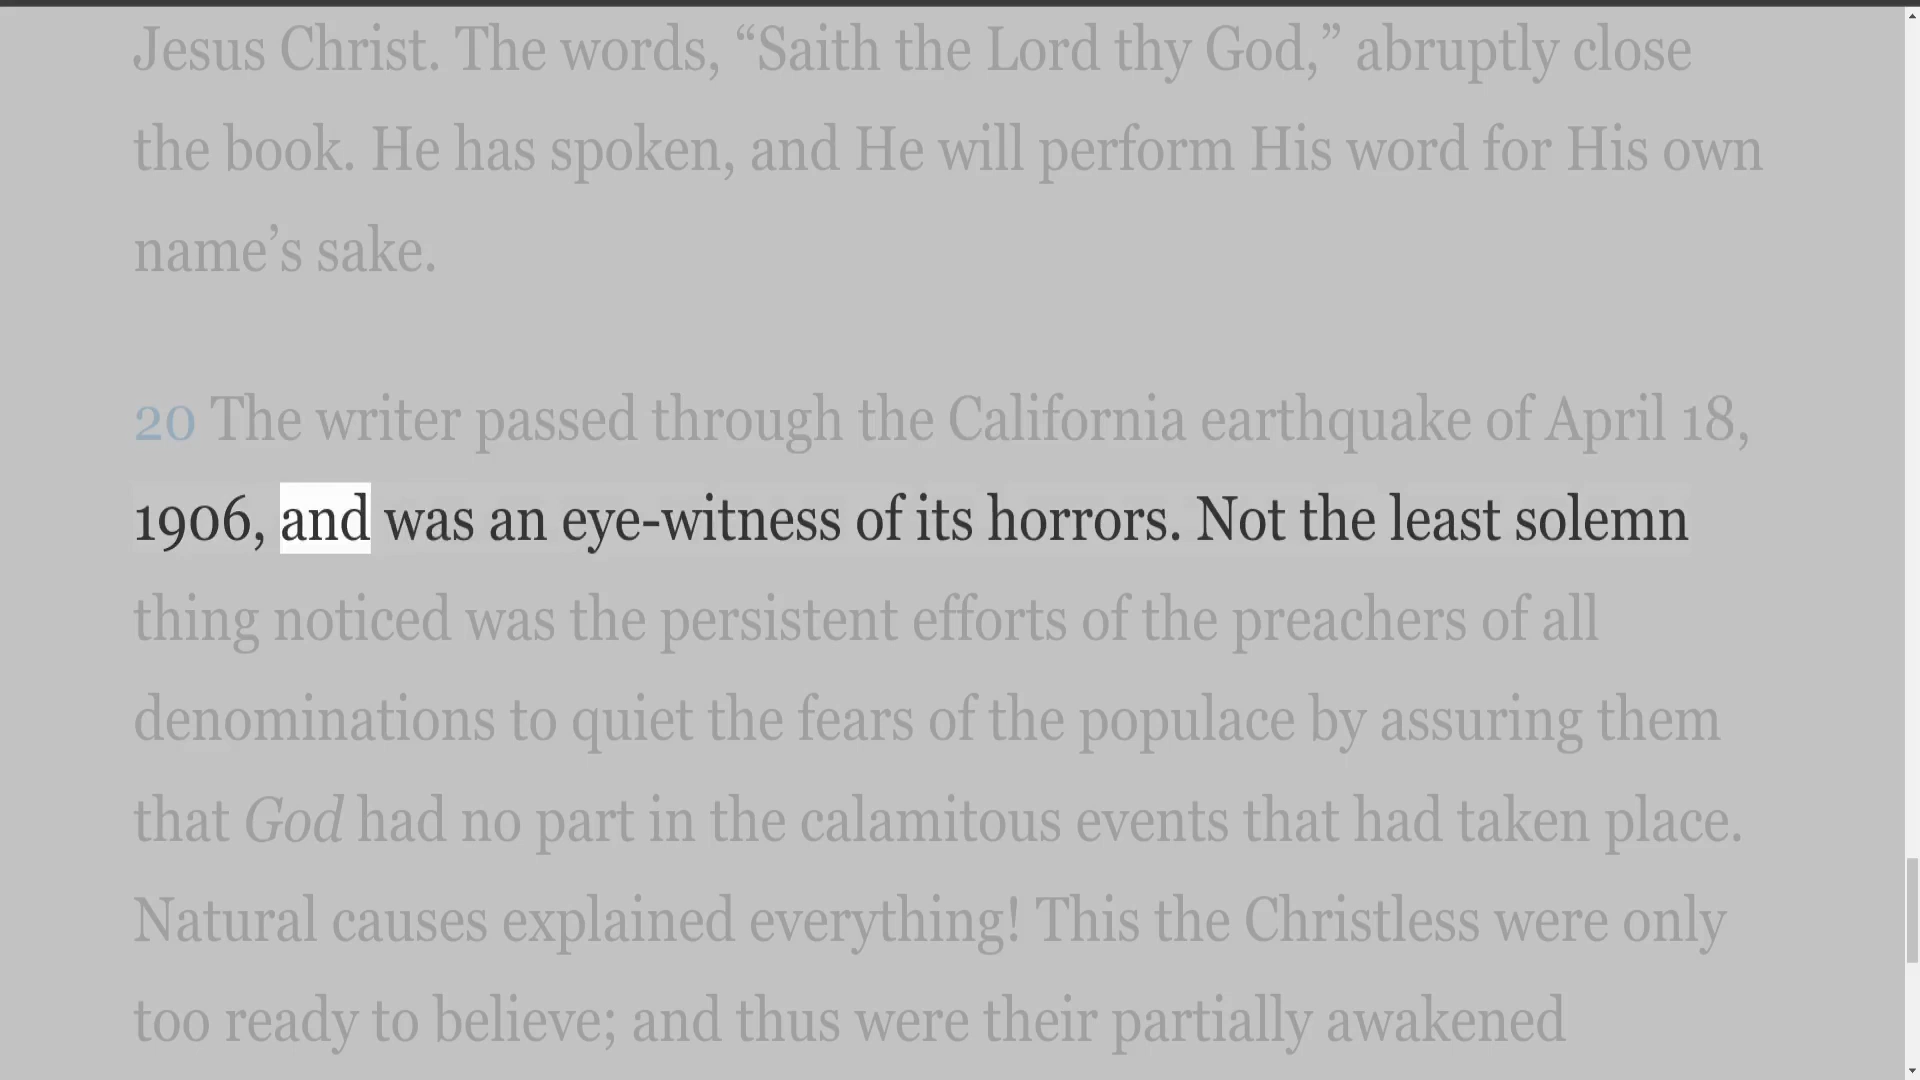 Jesus Christ. The words, “Saith the Lord thy God,” abruptly close
the book. He has spoken, and He will perform His word for His own
name’s sake.
20 The writer passed through the California earthquake of April 18,
1906, and was an eye-witness of its horrors. Not the least solemn
thing noticed was the persistent efforts of the preachers of all
denominations to quiet the fears of the populace by assuring them
that God had no part in the calamitous events that had taken place.
Natural causes explained everything! This the Christless were only
too ready to believe; and thus were their partially awakened